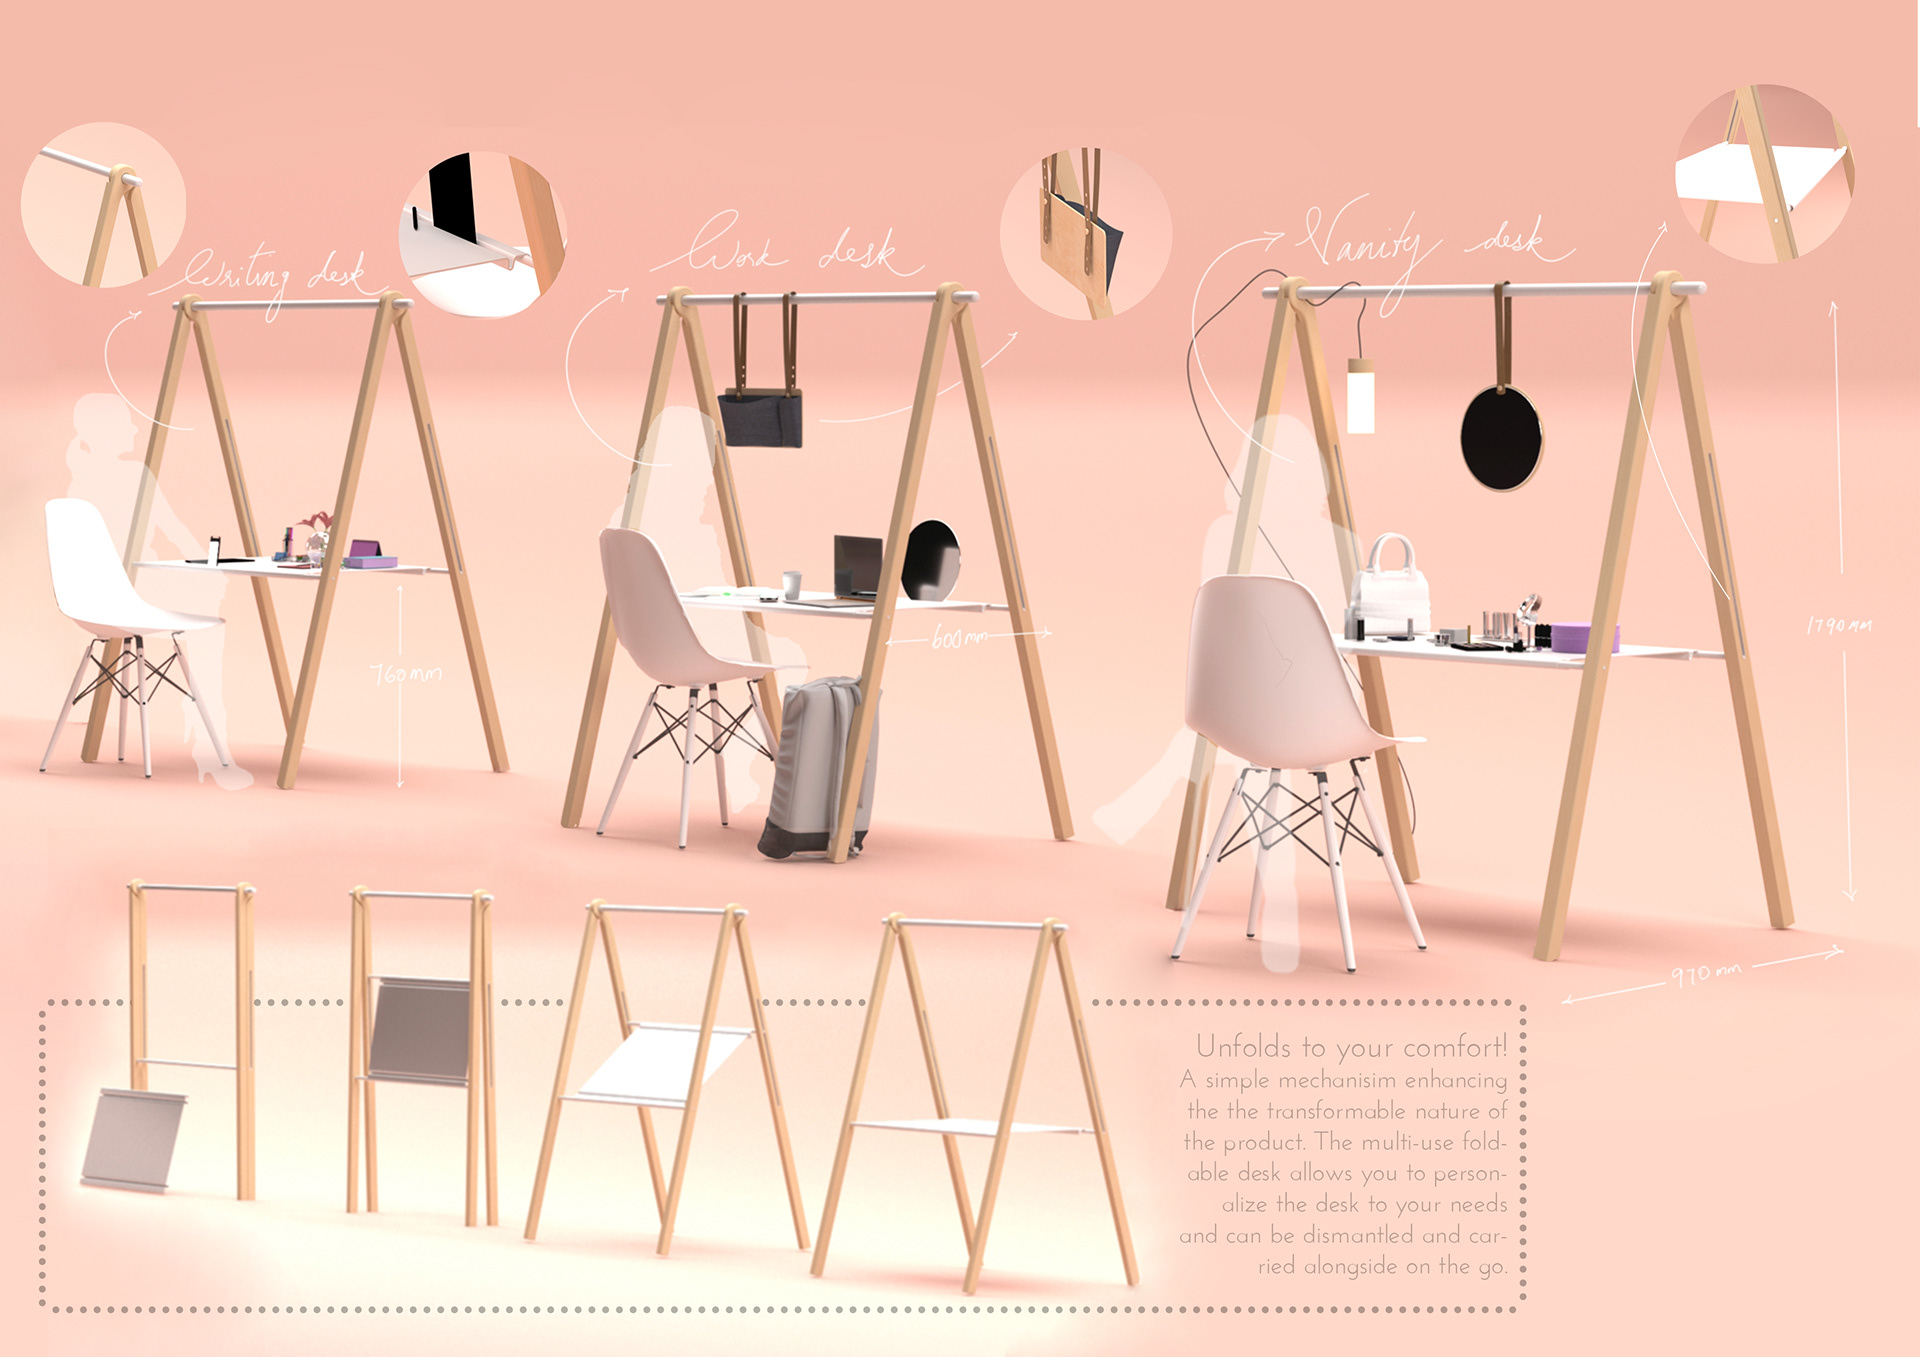 Writing desk
Work desk
Vanity desk
760mm
600mm
1790mm
970mm
Unfolds to your comfort!
A simple mechanisim enhancing
the the transformable nature of
the product. The multi-use fold-
able desk allows you to person-
alize the desk to your needs
and can be dismantled and car-
ried alongside on the go.